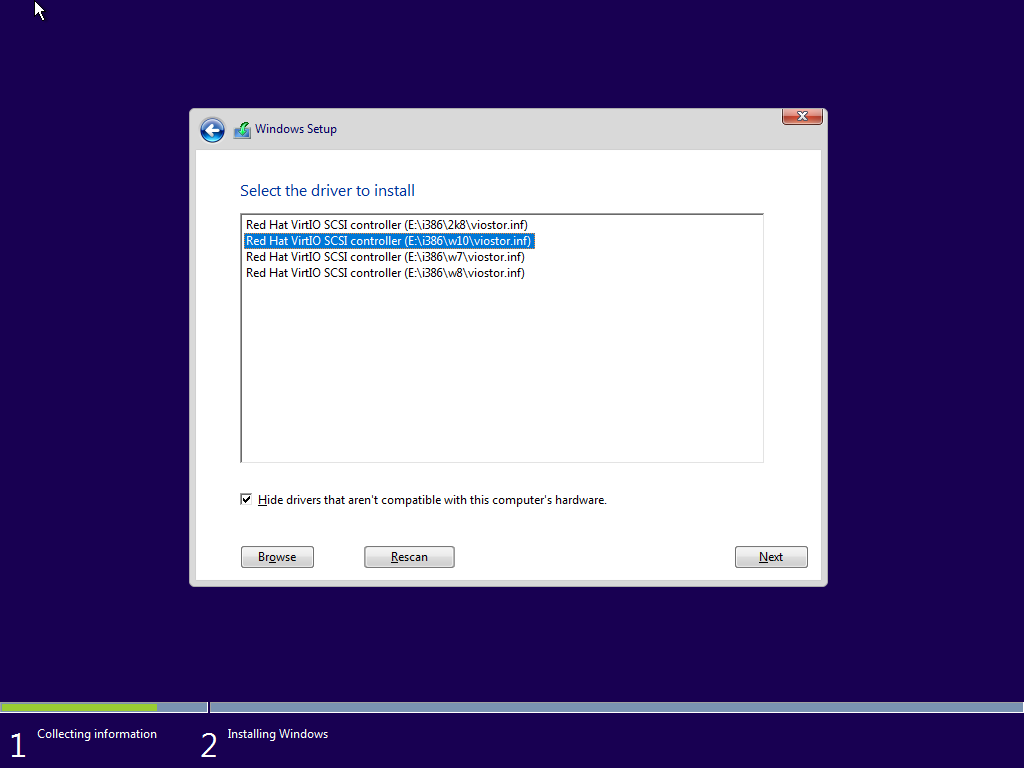 Windows Setup
Select the driver to install
Red Hat VirtIO SCSI controller (E:\i386\2k8\viostor.inf)
Red Hat VirtIO SCSI controller (E:\i386\w10\viostor.inf)
Red Hat VirtIO SCSI controller (E:\i386\w7\viostor.inf)
Red Hat VirtIO SCSI controller (E:\i386\w8\viostor.inf)
Hide drivers that aren't compatible with this computer's hardware.
Browse Rescan Next
1 Collecting information 2 Installing Windows